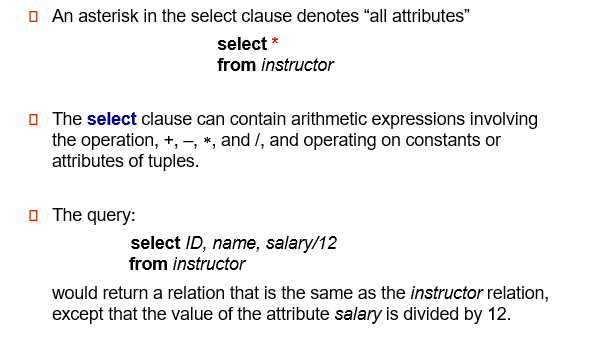 An asterisk in the select clause denotes “all attributes”
select *
from instructor
The select clause can contain arithmetic expressions involving
the operation, +, –, *, and /, and operating on constants or
attributes of tuples.
The query:
select ID, name, salary/12
from instructor
would return a relation that is the same as the instructor relation,
except that the value of the attribute salary is divided by 12.